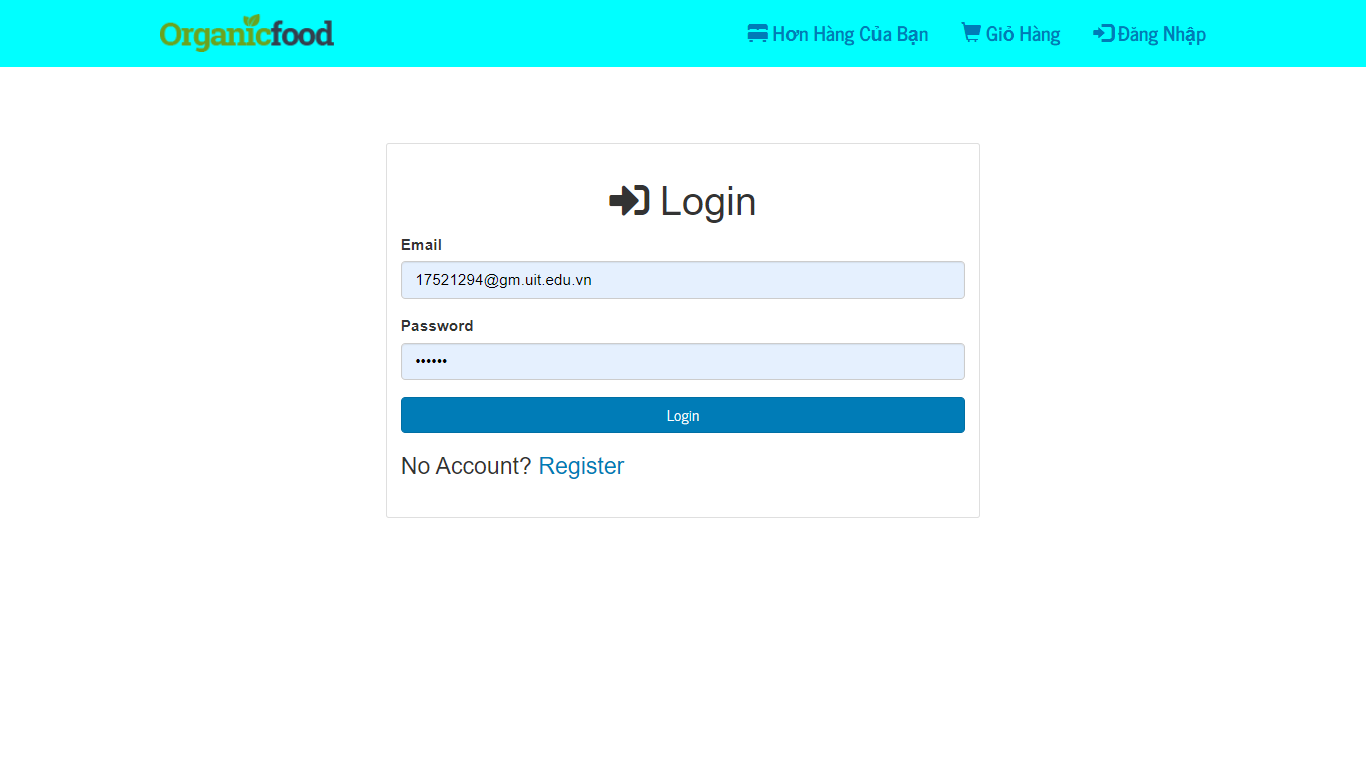 Organicfood
Hơn Hàng Của Bạn
Giỏ Hàng
Đăng Nhập
Login
Email
17521294@gm.uit.edu.vn
Password
••••••
Login
No Account? Register